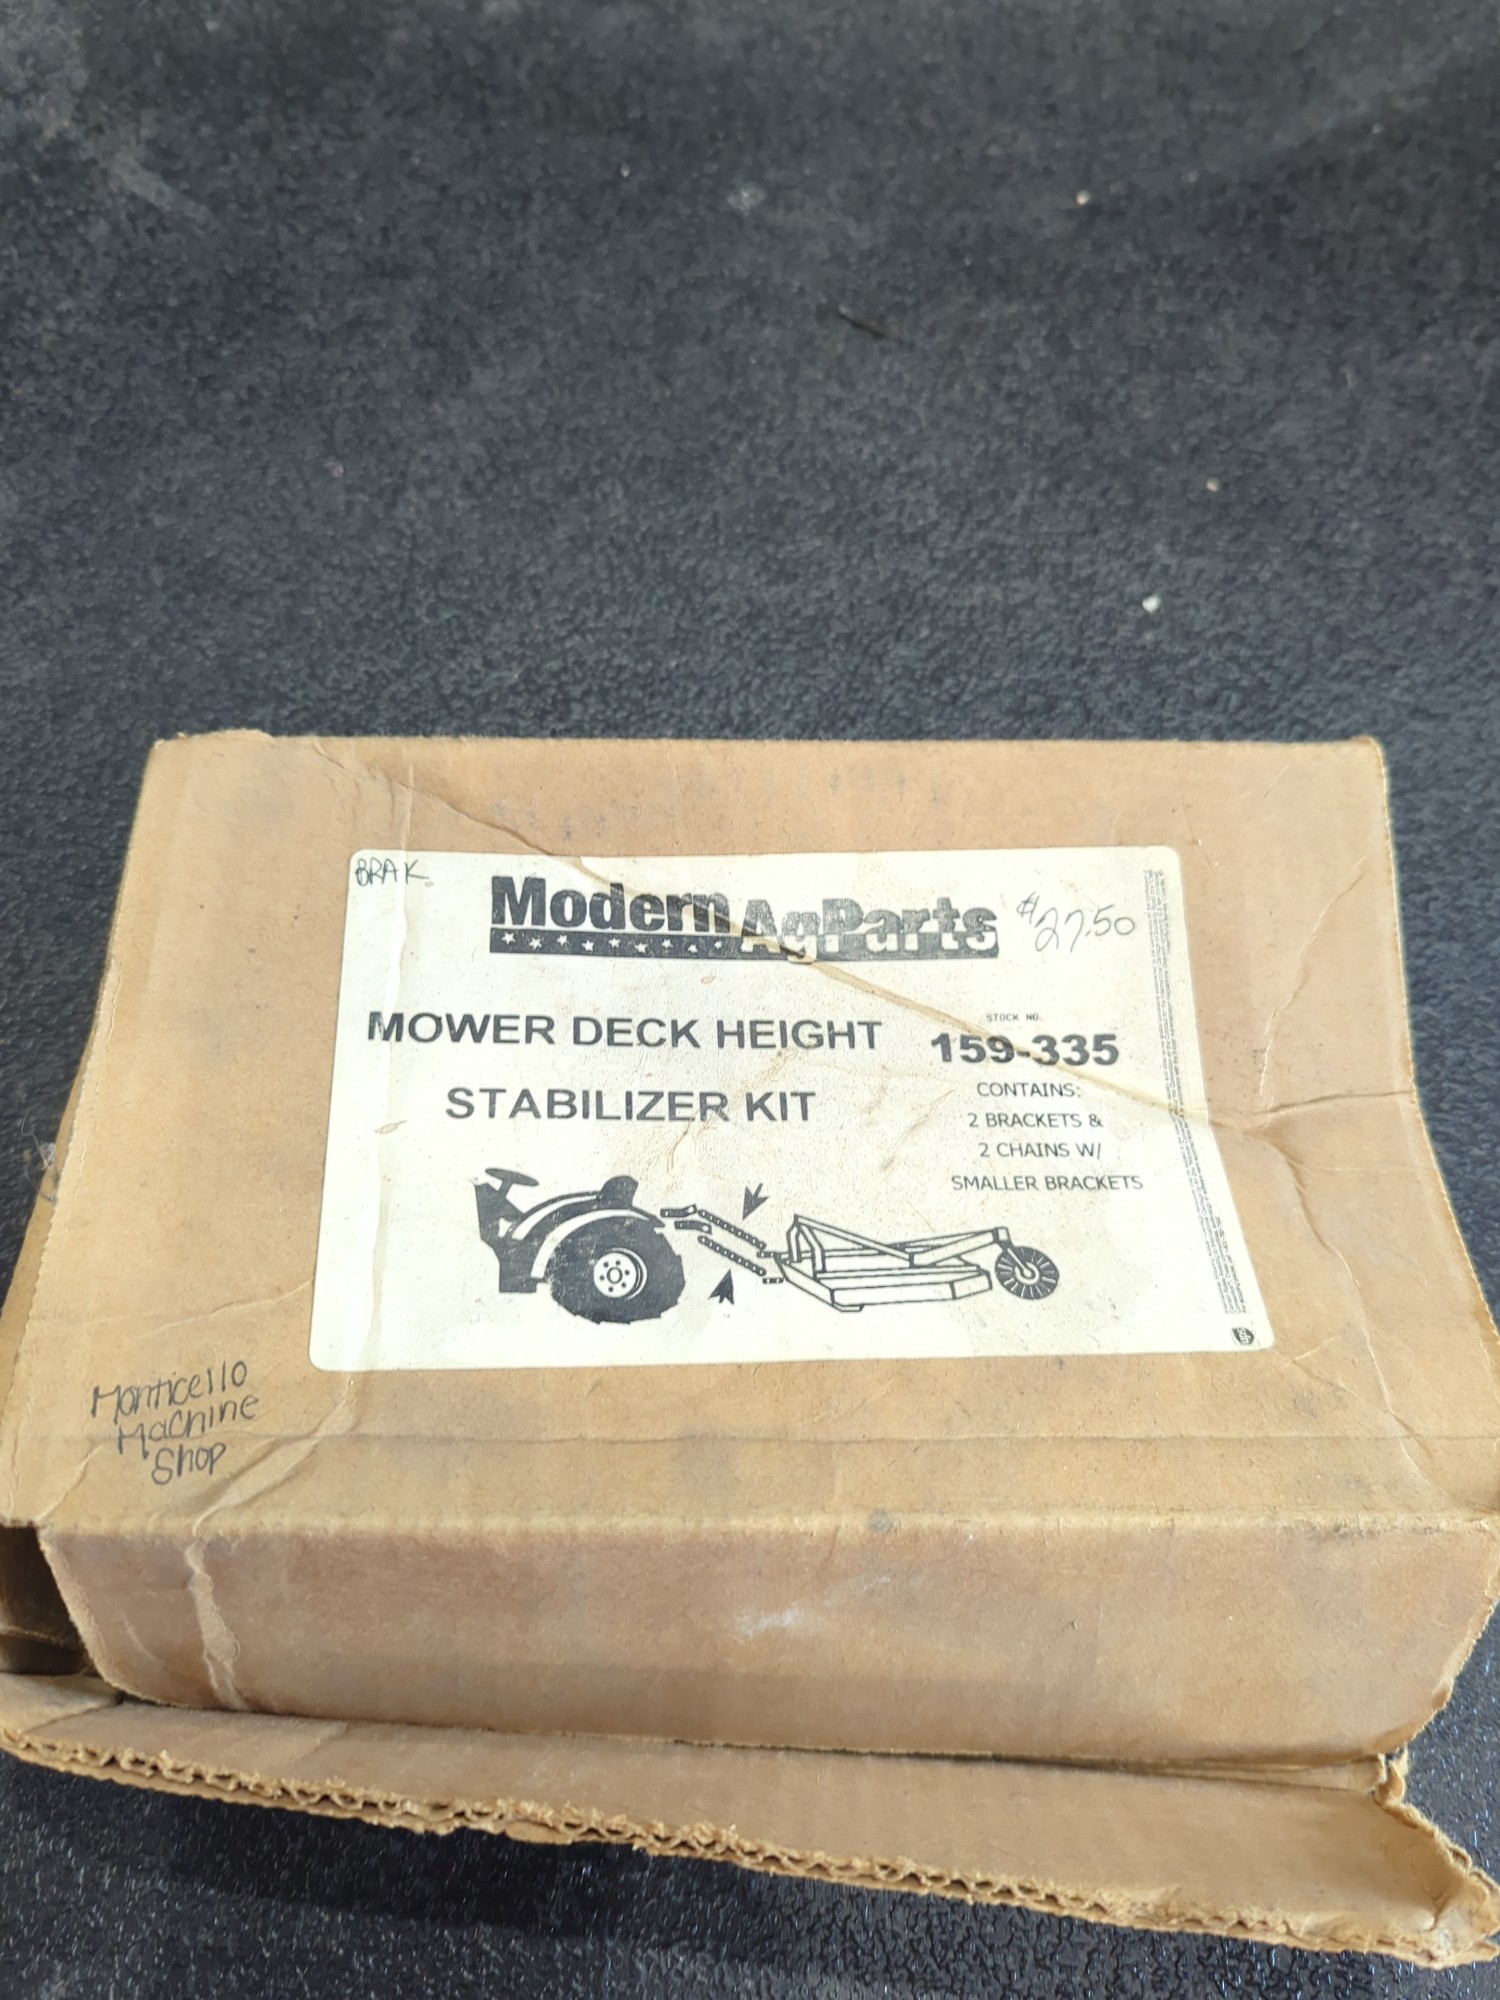 BRAK.
Modern AgParts
$27.50
MOWER DECK HEIGHT
STABILIZER KIT
STOCK NO.
159-335
CONTAINS:
2 BRACKETS &
2 CHAINS W/
SMALLER BRACKETS
ups
Monticello
Machine
Shop